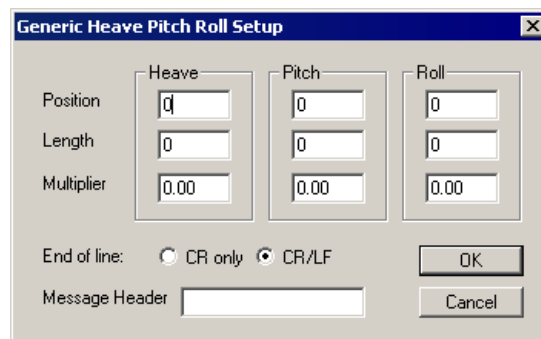 Generic Heave Pitch Roll Setup
Heave Pitch Roll
Position 0 0 0
Length 0 0 0
Multiplier 0.00 0.00 0.00
End of line: CR only CR/LF OK
Message Header Cancel